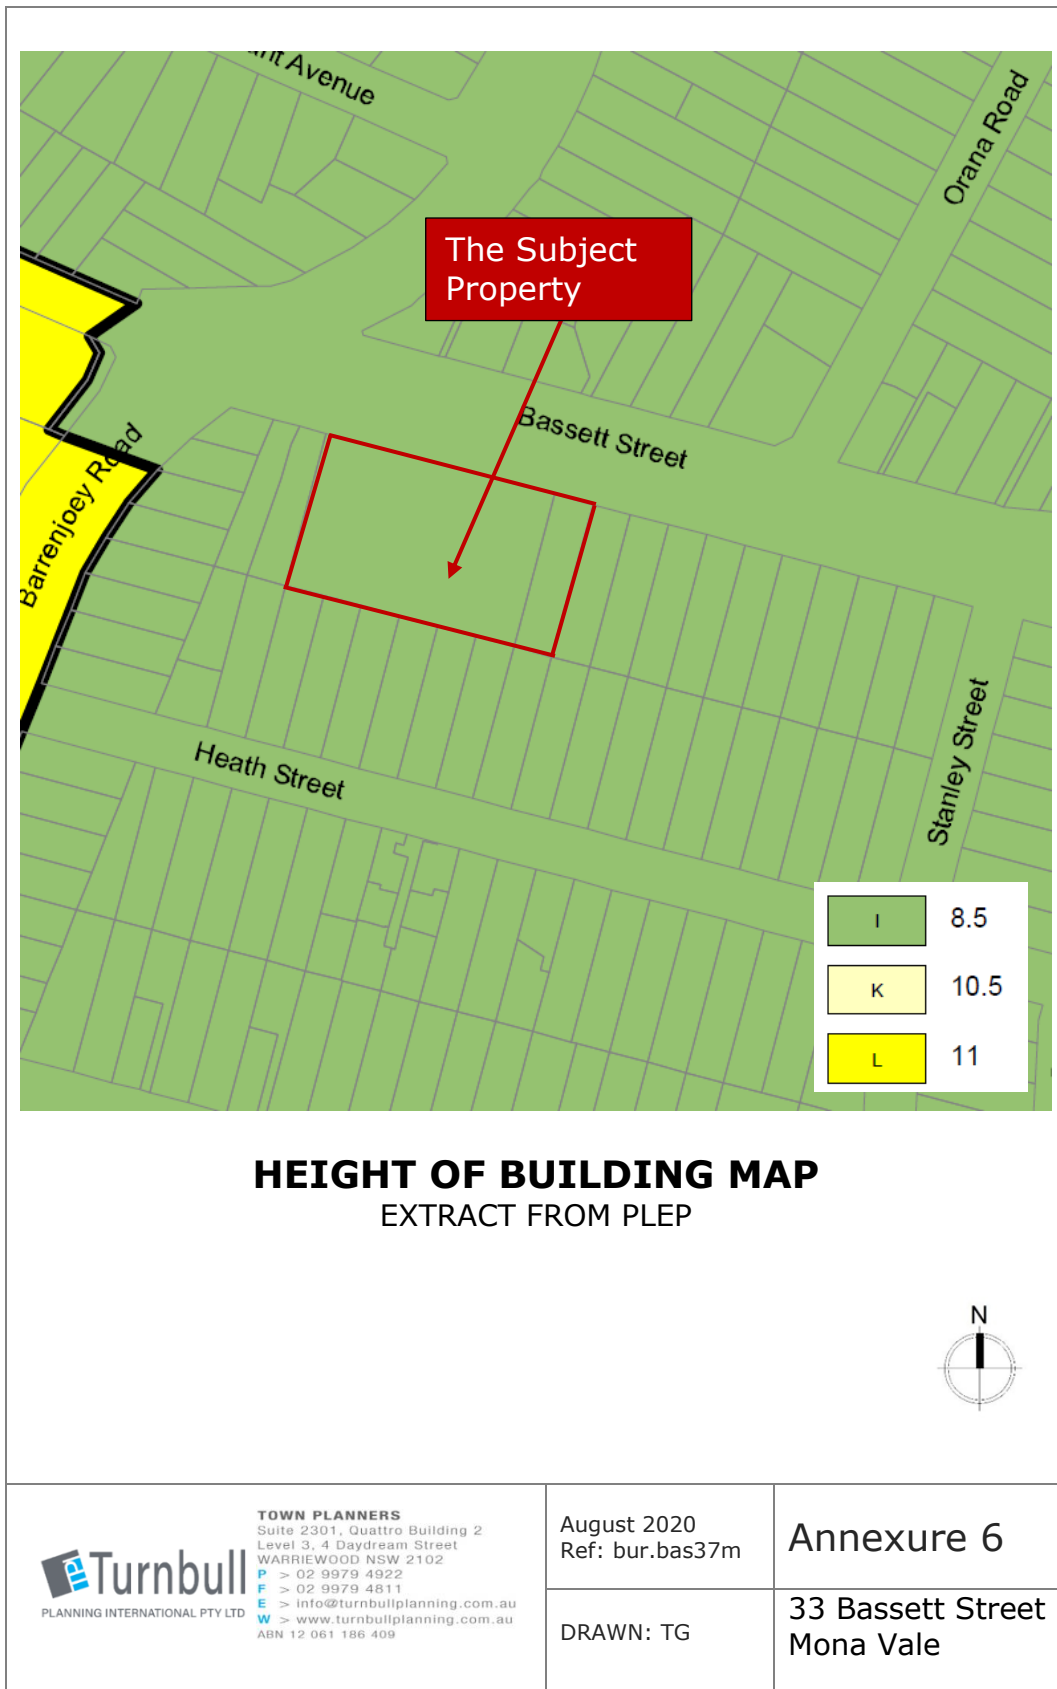 ant Avenue
Orana Road
The Subject
Property
Bassett Street
Barrenjoey Road
Heath Street
Stanley Street
I 8.5
K 10.5
L 11
HEIGHT OF BUILDING MAP
EXTRACT FROM PLEP
N
TPI
Turnbull
PLANNING INTERNATIONAL PTY LTD
TOWN PLANNERS
Suite 2301, Quattro Building 2
Level 3, 4 Daydream Street
WARRIEWOOD NSW 2102
P > 02 9979 4922
F > 02 9979 4811
E > info@turnbullplanning.com.au
W > www.turnbullplanning.com.au
ABN 12 061 186 409
August 2020
Ref: bur.bas37m
DRAWN: TG
Annexure 6
33 Bassett Street
Mona Vale